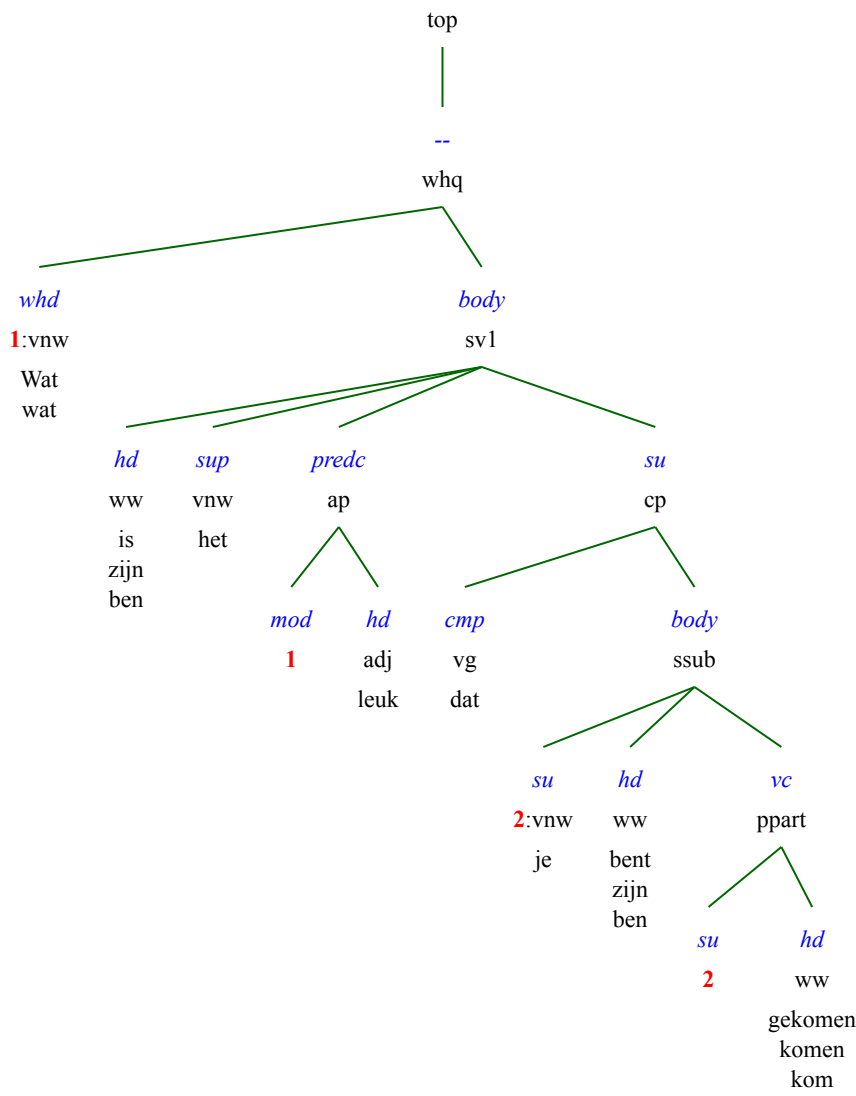 top
--
whq
whd body
1:vnw sv1
Wat
wat
hd sup predc su
ww vnw ap cp
is het
zijn
ben
mod hd cmp body
1 adj vg ssub
leuk dat
su hd vc
2:vnw ww ppart
je bent
zijn
ben
su hd
2 ww
gekomen
komen
kom